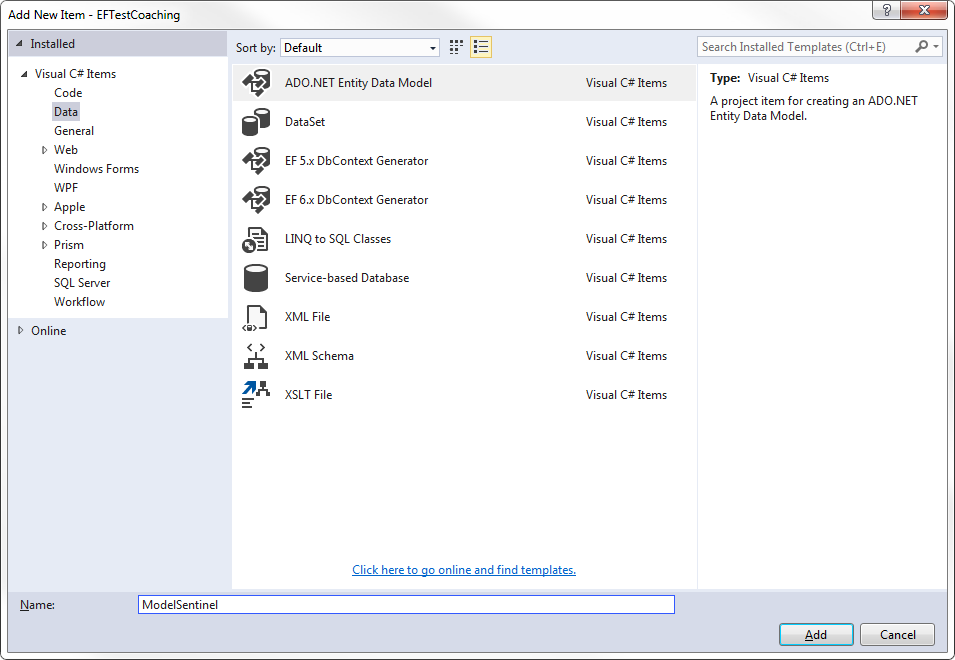 Add New Item - EFTestCoaching
?
Installed
Visual C# Items
Code
Data
General
Web
Windows Forms
WPF
Apple
Cross-Platform
Prism
Reporting
SQL Server
Workflow
Online
Sort by: Default
Search Installed Templates (Ctrl+E)
ADO.NET Entity Data Model Visual C# Items
DataSet Visual C# Items
EF 5.x DbContext Generator Visual C# Items
EF 6.x DbContext Generator Visual C# Items
LINQ to SQL Classes Visual C# Items
Service-based Database Visual C# Items
XML File Visual C# Items
XML Schema Visual C# Items
XSLT File Visual C# Items
Click here to go online and find templates.
Type: Visual C# Items
A project item for creating an ADO.NET
Entity Data Model.
Name: ModelSentinel
Add Cancel